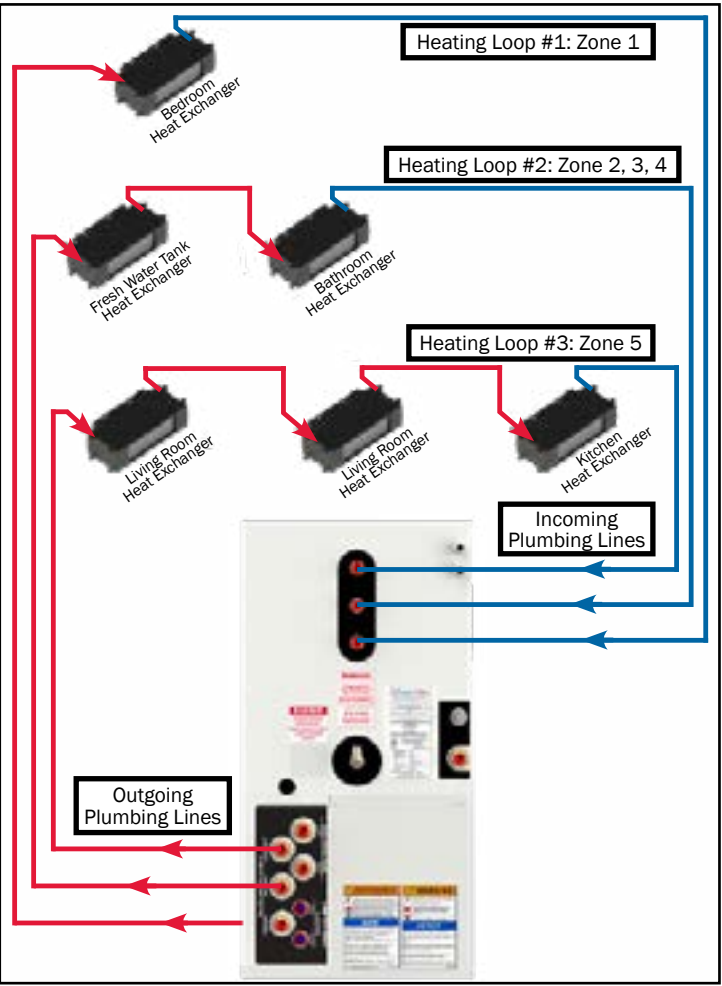 Heating Loop #1: Zone 1
Bedroom
Heat Exchanger
Heating Loop #2: Zone 2, 3, 4
Fresh Water Tank
Heat Exchanger
Bathroom
Heat Exchanger
Heating Loop #3: Zone 5
Living Room
Heat Exchanger
Living Room
Heat Exchanger
Kitchen
Heat Exchanger
Incoming
Plumbing Lines
Outgoing
Plumbing Lines